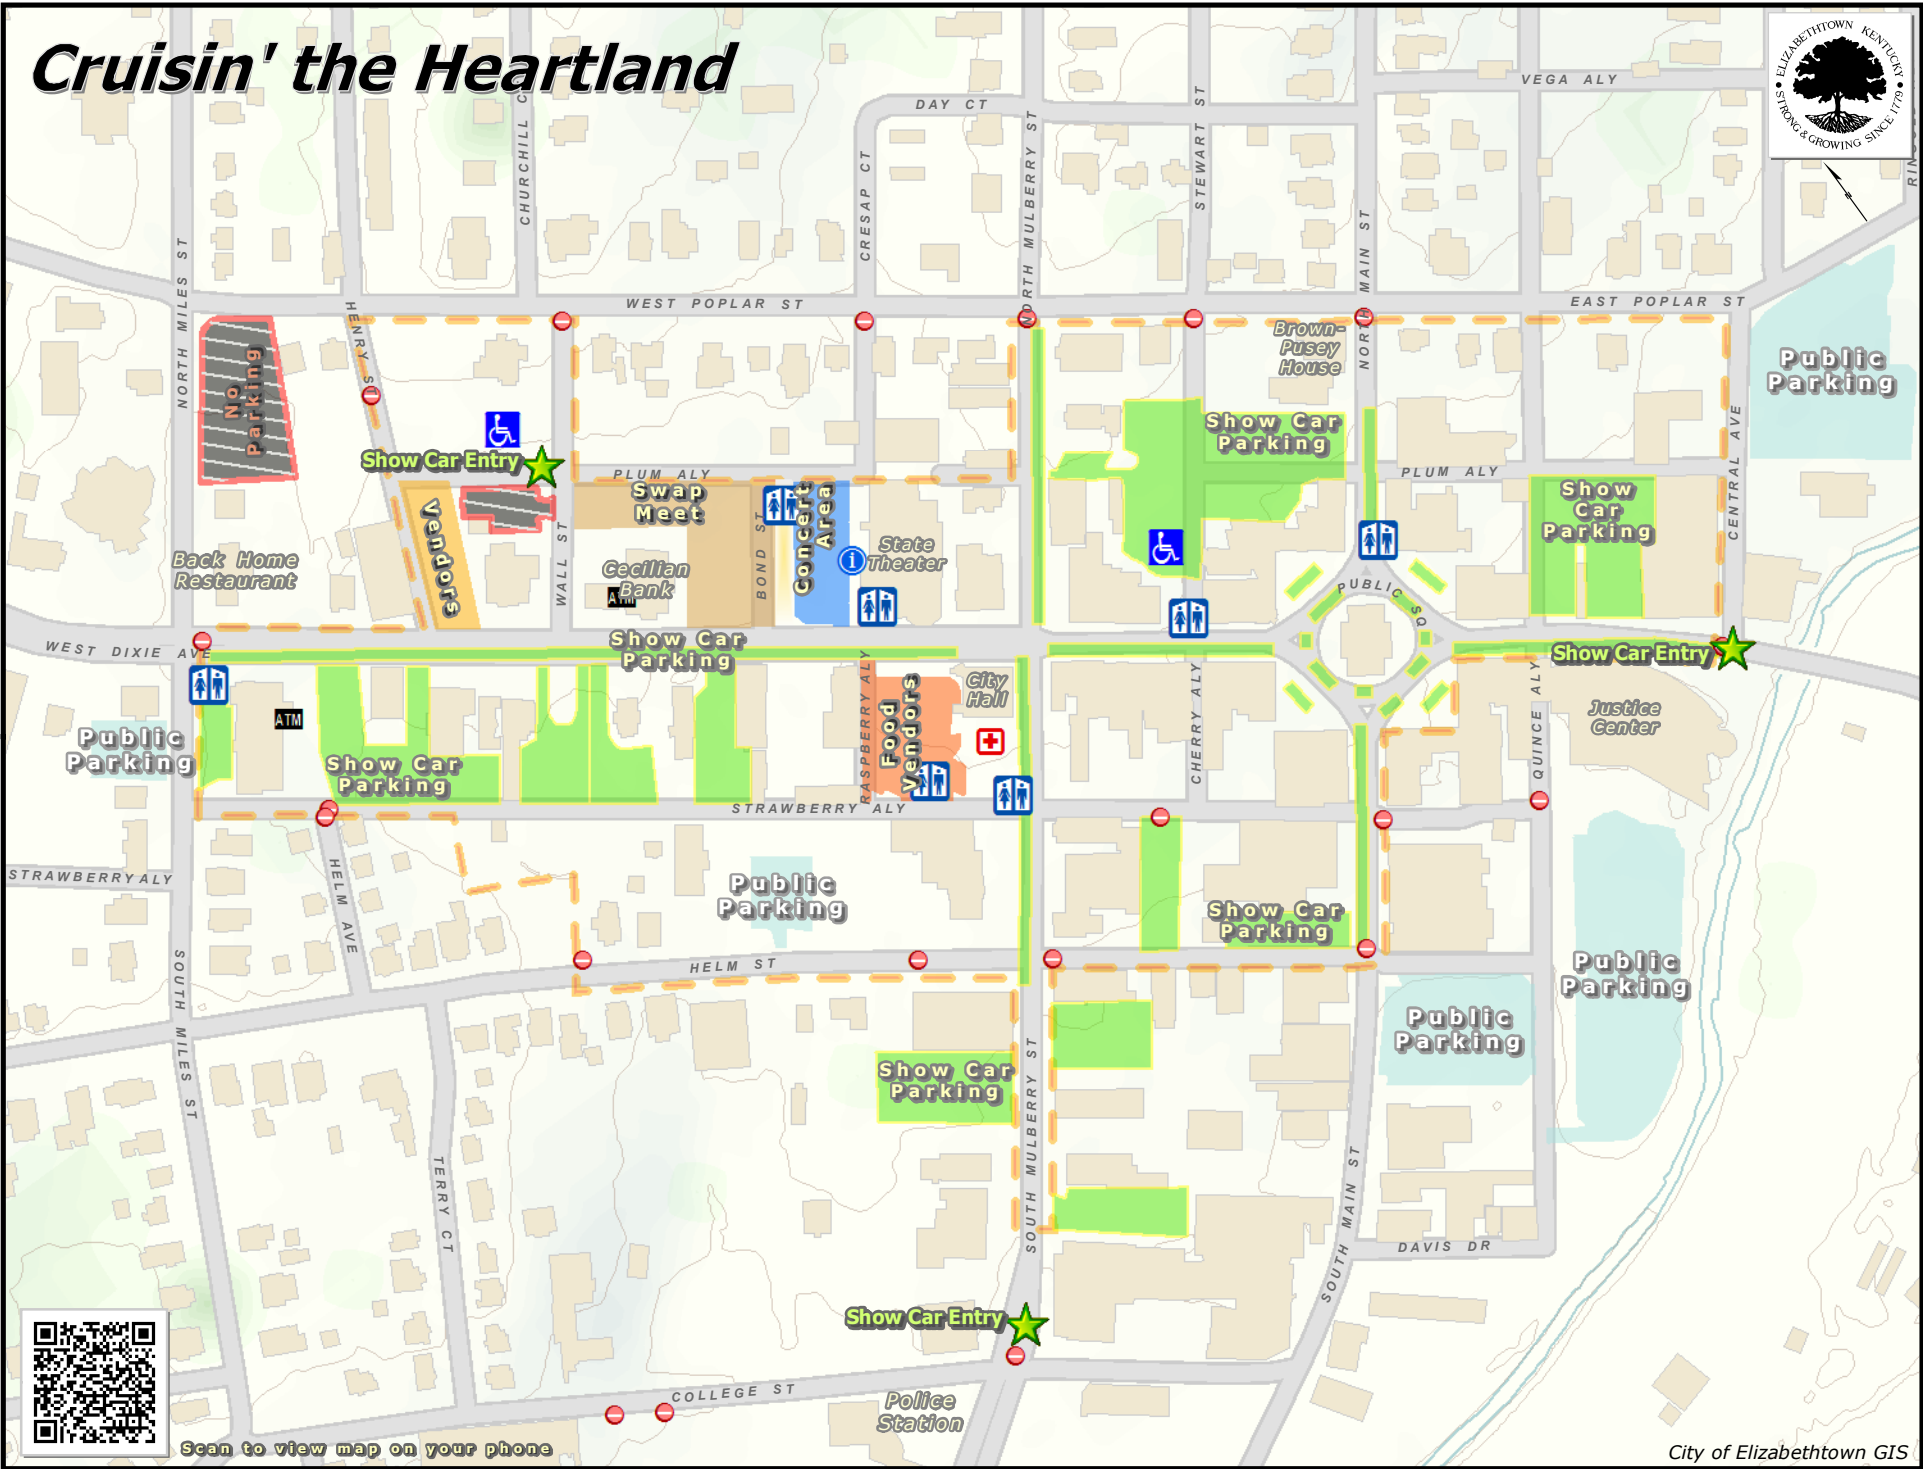 Cruisin' the Heartland
ELIZABETHTOWN KENTUCKY
STRONG & GROWING SINCE 1779
VEGA ALY
DAY CT
CHURCHILL C
CRESAP CT
NORTH MULBERRY ST
STEWART ST
NORTH MAIN ST
NORTH MILES ST
HENRY ST
WEST POPLAR ST
EAST POPLAR ST
Brown-
Pusey
House
Public
Parking
No
Parking
Show Car Entry
Show Car
Parking
PLUM ALY
PLUM ALY
CENTRAL AVE
Swap
Meet
Vendors
Concert
Area
Show
Car
Parking
WALL ST
BOND ST
State
Theater
Back Home
Restaurant
Cecilian
Bank
ATM
PUBLIC SQ
WEST DIXIE AVE
Show Car
Parking
Show Car Entry
RASPBERRY ALY
City
Hall
Food
Vendors
CHERRY ALY
QUINCE ALY
Justice
Center
ATM
Public
Parking
Show Car
Parking
STRAWBERRY ALY
STRAWBERRY ALY
HELM AVE
Public
Parking
Show Car
Parking
HELM ST
SOUTH MILES ST
Public
Parking
Public
Parking
Show Car
Parking
SOUTH MULBERRY ST
TERRY CT
SOUTH MAIN ST
DAVIS DR
Show Car Entry
COLLEGE ST
Police
Station
Scan to view map on your phone
City of Elizabethtown GIS